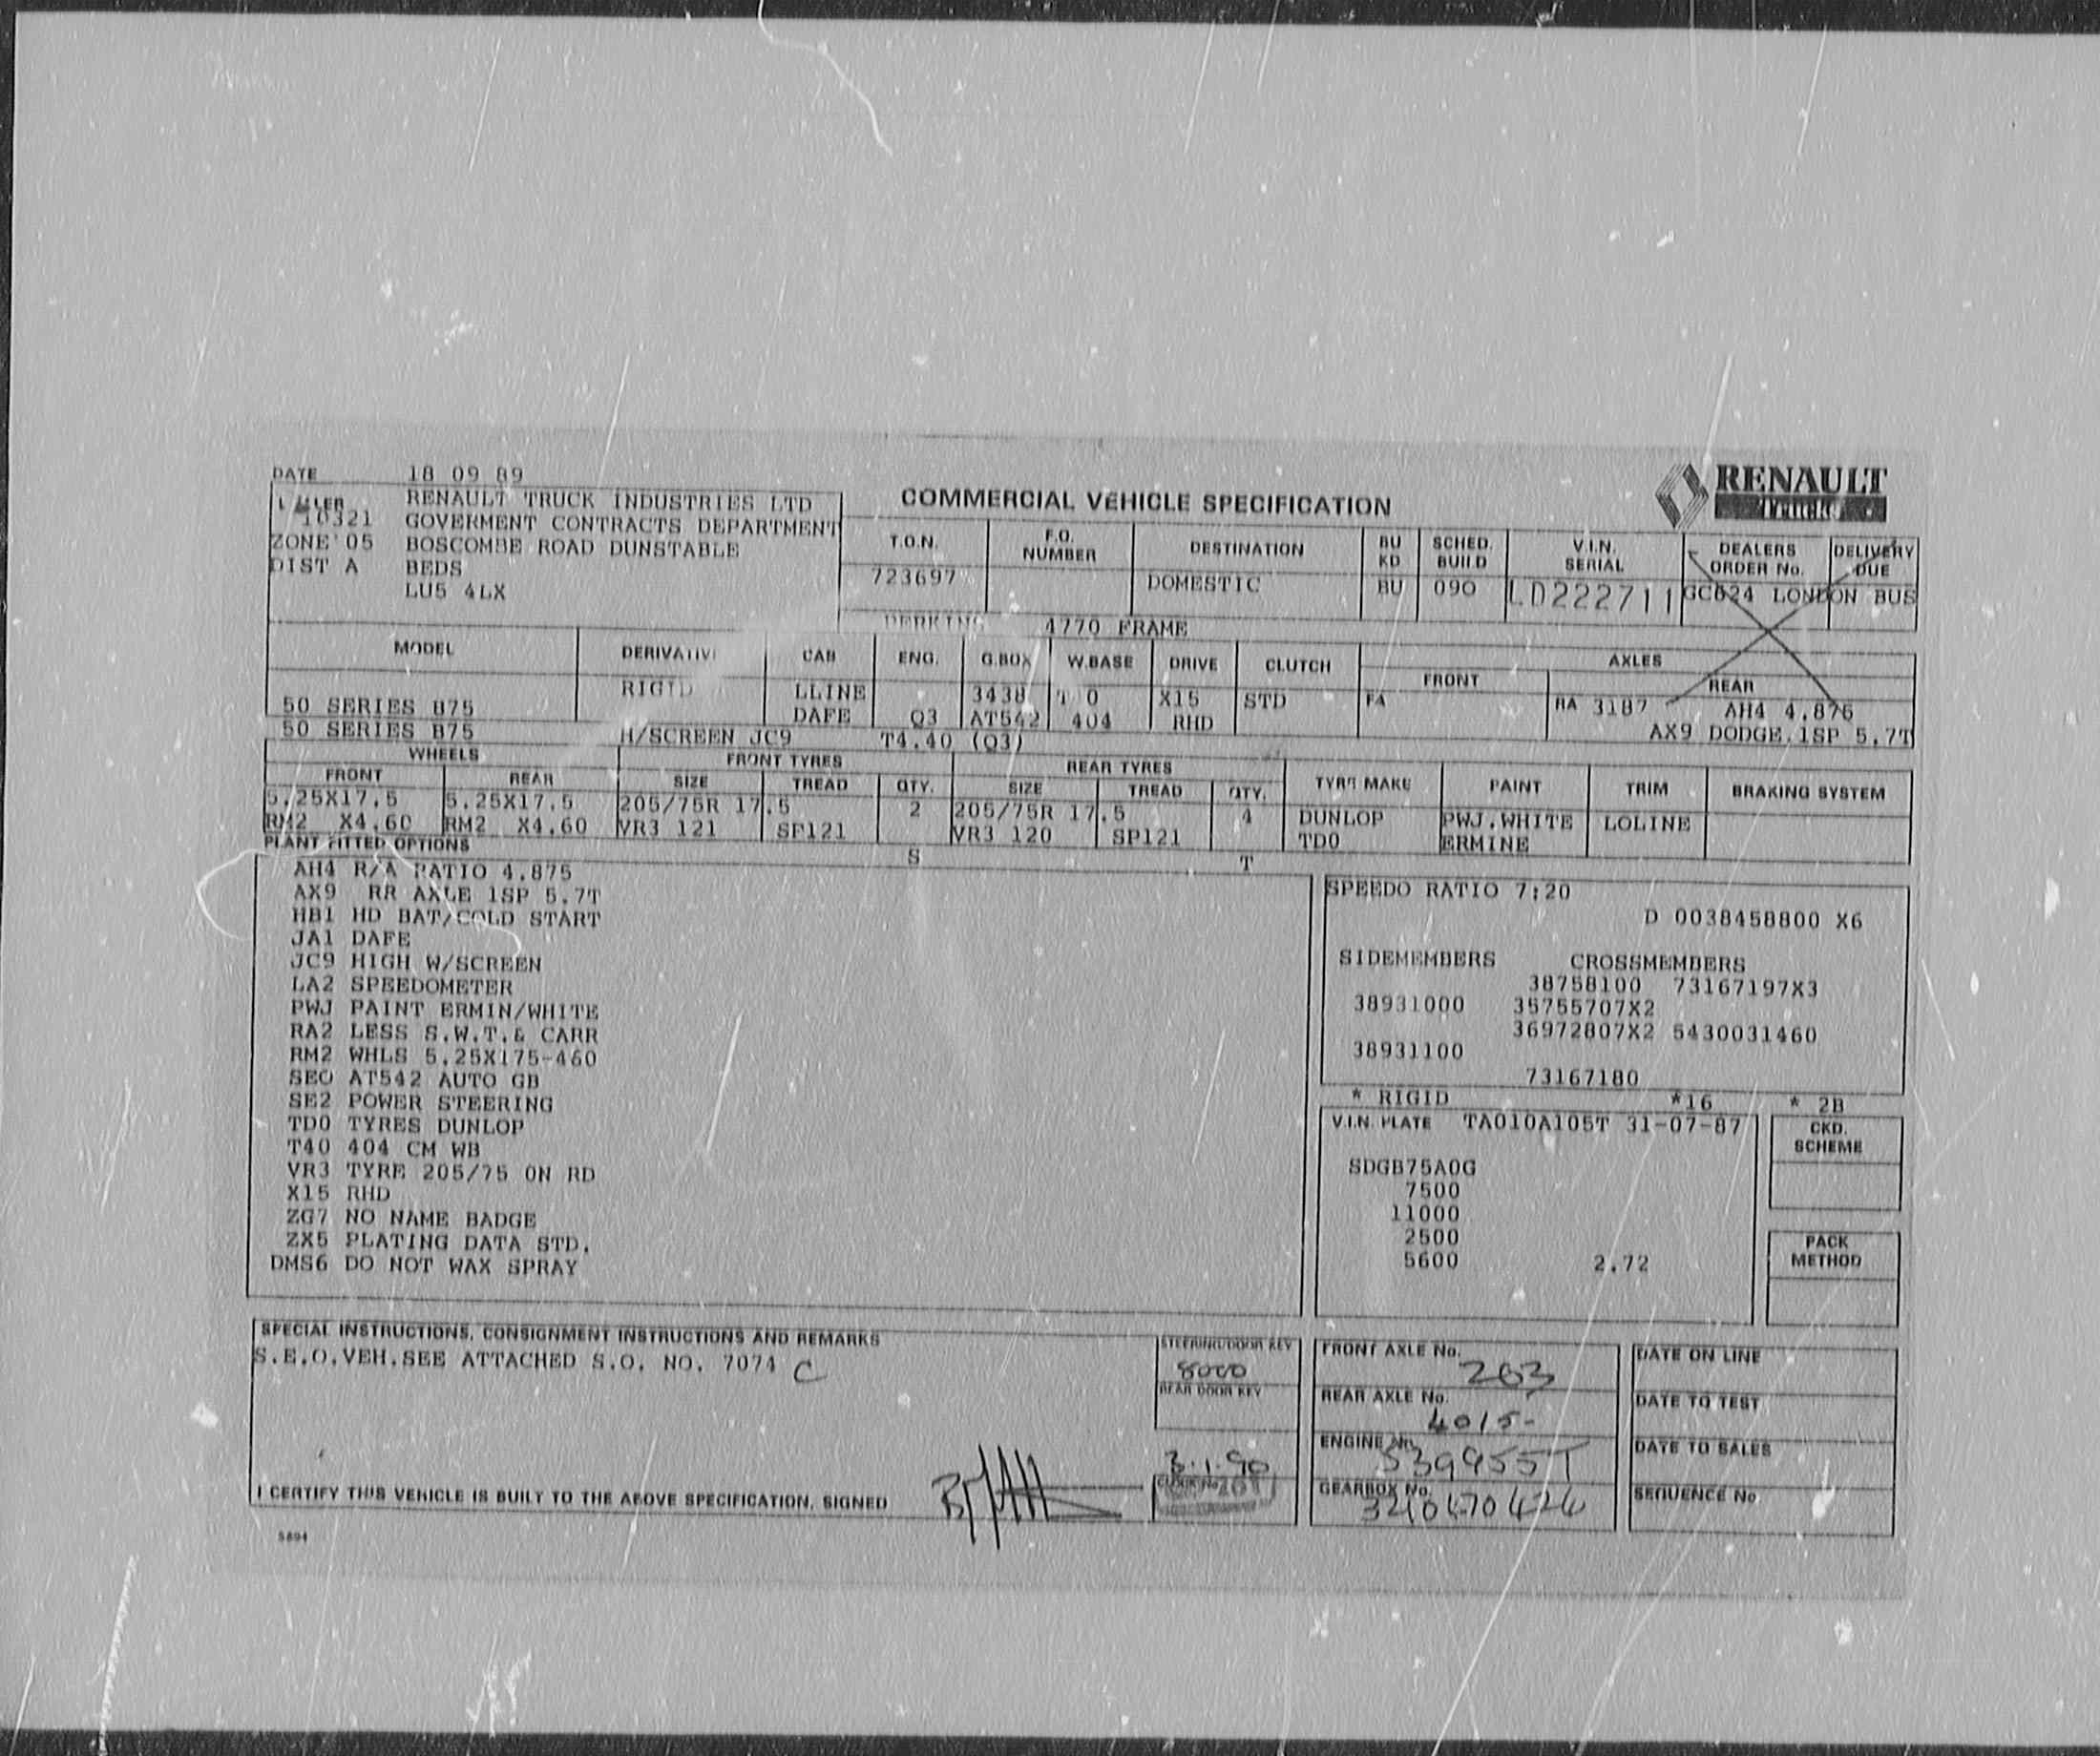 DATE 18 09 89
RENAULT TRUCK INDUSTRIES LTD
10321 GOVERMENT CONTRACTS DEPARTMENT
ZONE 05 BOSCOMBE ROAD DUNSTABLE
DIST A BEDS
LU5 4LX
COMMERCIAL VEHICLE SPECIFICATION
RENAULT
Trucks
T.O.N. F.O. NUMBER DESTINATION BU KD SCHED. BUILD V.I.N. SERIAL DEALERS ORDER No. DELIVERY DUE
723697 DOMESTIC BU 090 LD222711 GC624 LONDON BUS
PERKINS 4770 FRAME
MODEL DERIVATIVE CAB ENG. G.BOX W.BASE DRIVE CLUTCH AXLES
FRONT REAR
50 SERIES B75 RIGID LLINE 3438 T 0 X15 STD FA RA 3187 AH4 4.876
50 SERIES B75 DAFE Q3 AT542 404 RHD AX9 DODGE.1SP 5.7T
H/SCREEN JC9 T4.40 (Q3)
WHEELS FRONT TYRES REAR TYRES
FRONT REAR SIZE TREAD QTY. SIZE TREAD QTY. TYRE MAKE PAINT TRIM BRAKING SYSTEM
5.25X17.5 5.25X17.5 205/75R 17.5 2 205/75R 17.5 4 DUNLOP PWJ.WHITE LOLINE
RM2 X4.60 RM2 X4.60 VR3 121 SP121 VR3 120 SP121 TD0 ERMINE
PLANT FITTED OPTIONS S T
AH4 R/A RATIO 4.875
AX9 RR AXLE 1SP 5.7T
HB1 HD BAT/COLD START
JA1 DAFE
JC9 HIGH W/SCREEN
LA2 SPEEDOMETER
PWJ PAINT ERMIN/WHITE
RA2 LESS S.W.T.& CARR
RM2 WHLS 5.25X175-460
SEO AT542 AUTO GB
SE2 POWER STEERING
TD0 TYRES DUNLOP
T40 404 CM WB
VR3 TYRE 205/75 ON RD
X15 RHD
ZG7 NO NAME BADGE
ZX5 PLATING DATA STD.
DMS6 DO NOT WAX SPRAY
SPEEDO RATIO 7:20
D 0038458800 X6
SIDEMEMBERS CROSSMEMBERS
38758100 73167197X3
38931000 35755707X2
36972807X2 5430031460
38931100
73167180
* RIGID *16 * 2B
V.I.N. PLATE TA010A105T 31-07-87
SDGB75A0G
7500
11000
2500
5600 2.72
CKD. SCHEME
PACK METHOD
SPECIAL INSTRUCTIONS, CONSIGNMENT INSTRUCTIONS AND REMARKS
S.E.O.VEH.SEE ATTACHED S.O. NO. 7074 C
STEERING/DOOR KEY
8000
REAR DOOR KEY
3.1.90
I CERTIFY THIS VEHICLE IS BUILT TO THE ABOVE SPECIFICATION, SIGNED
FRONT AXLE No. 263
REAR AXLE No. 4015-
ENGINE No. S39955T
GEARBOX No. 3210470424
DATE ON LINE
DATE TO TEST
DATE TO SALES
SEQUENCE No
5894